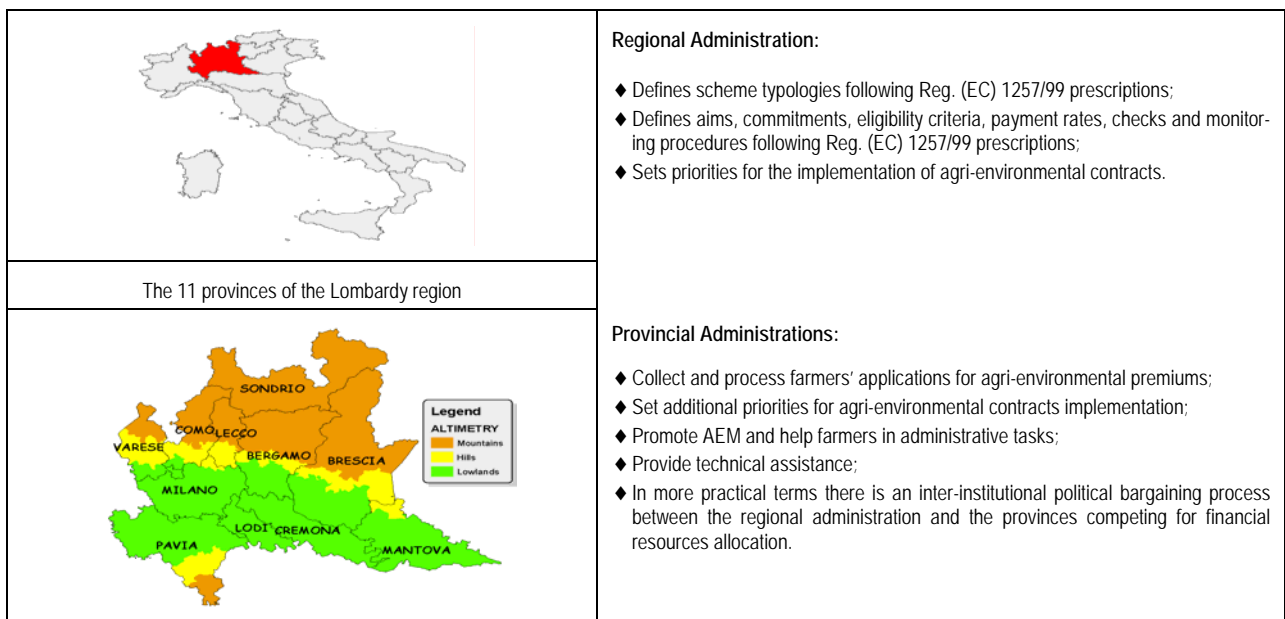 Regional Administration:
♦ Defines scheme typologies following Reg. (EC) 1257/99 prescriptions;
♦ Defines aims, commitments, eligibility criteria, payment rates, checks and monitor-
ing procedures following Reg. (EC) 1257/99 prescriptions;
♦ Sets priorities for the implementation of agri-environmental contracts.
The 11 provinces of the Lombardy region
SONDRIO
COMO LECCO
VARESE
BERGAMO
BRESCIA
MILANO
LODI' CREMONA
PAVIA
MANTOVA
Legend
ALTIMETRY
Mountains
Hills
Lowlands
Provincial Administrations:
♦ Collect and process farmers' applications for agri-environmental premiums;
♦ Set additional priorities for agri-environmental contracts implementation;
♦ Promote AEM and help farmers in administrative tasks;
♦ Provide technical assistance;
♦ In more practical terms there is an inter-institutional political bargaining process
between the regional administration and the provinces competing for financial
resources allocation.